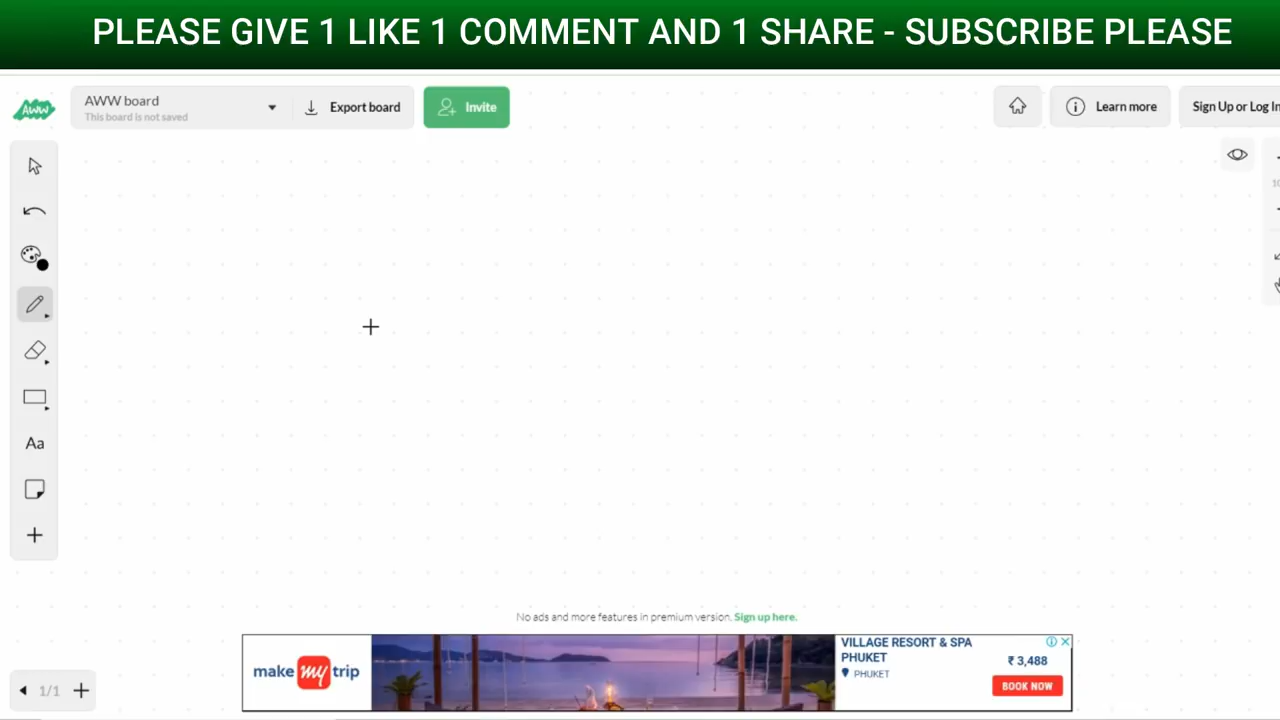 PLEASE GIVE 1 LIKE 1 COMMENT AND 1 SHARE - SUBSCRIBE PLEASE
AWW
AWW board
This board is not saved
Export board
Invite
Learn more
Sign Up or Log In
Aa
No ads and more features in premium version. Sign up here.
make my trip
VILLAGE RESORT & SPA
PHUKET
PHUKET
₹ 3,488
BOOK NOW
1/1